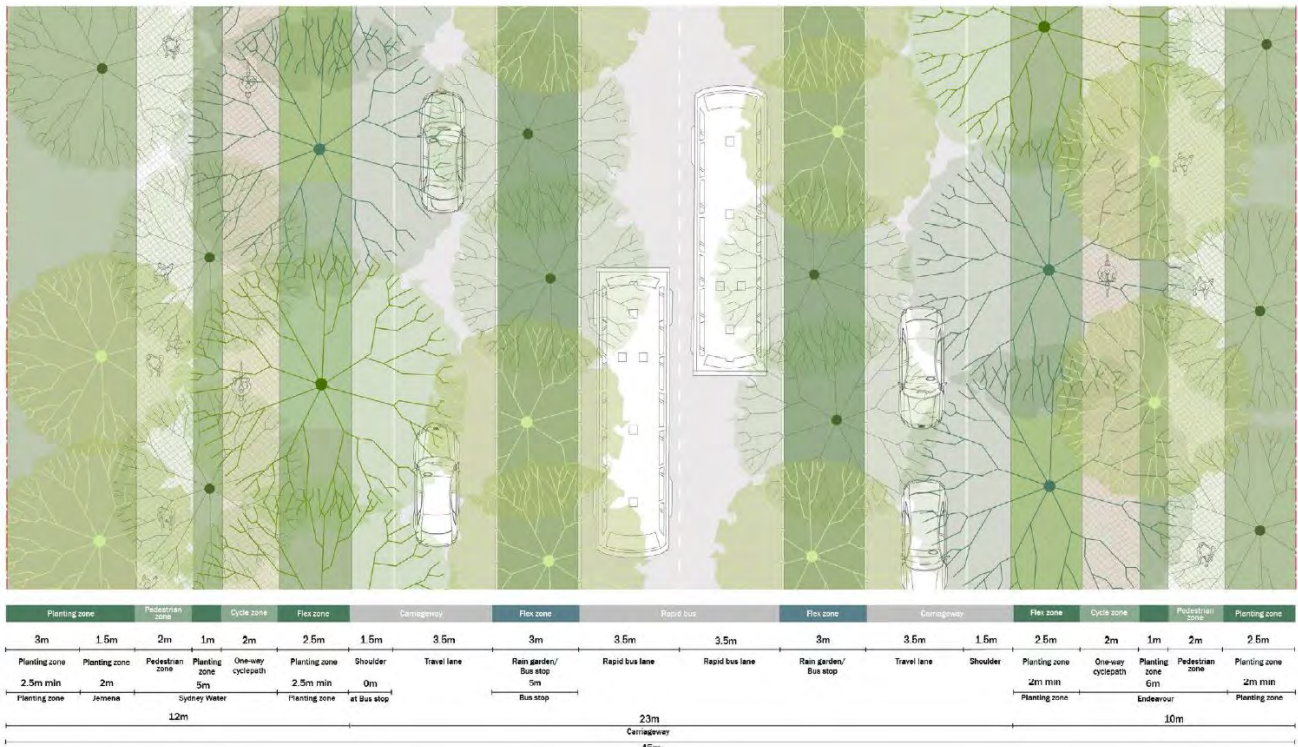 Planting zone Pedestrian zone Cycle zone Flex zone Carriageway Flex zone Rapid bus Flex zone Carriageway Flex zone Cycle zone Pedestrian zone Planting zone
3m 1.5m 2m 1m 2m 2.5m 1.5m 3.5m 3m 3.5m 3.5m 3m 3.5m 1.5m 2.5m 2m 1m 2m 2.5m
Planting zone Planting zone Pedestrian zone Planting zone One-way cyclepath Planting zone Shoulder Travel lane Rain garden/ Bus stop Rapid bus lane Rapid bus lane Rain garden/ Bus stop Travel lane Shoulder Planting zone One-way cyclepath Planting zone Pedestrian zone Planting zone
2.5m min 2m 5m 2.5m min 0m 5m 2m min 6m 2m min
Planting zone Jemena Sydney Water Planting zone at Bus stop Bus stop Planting zone Endeavour Planting zone
12m 23m 10m
Carriageway
45m